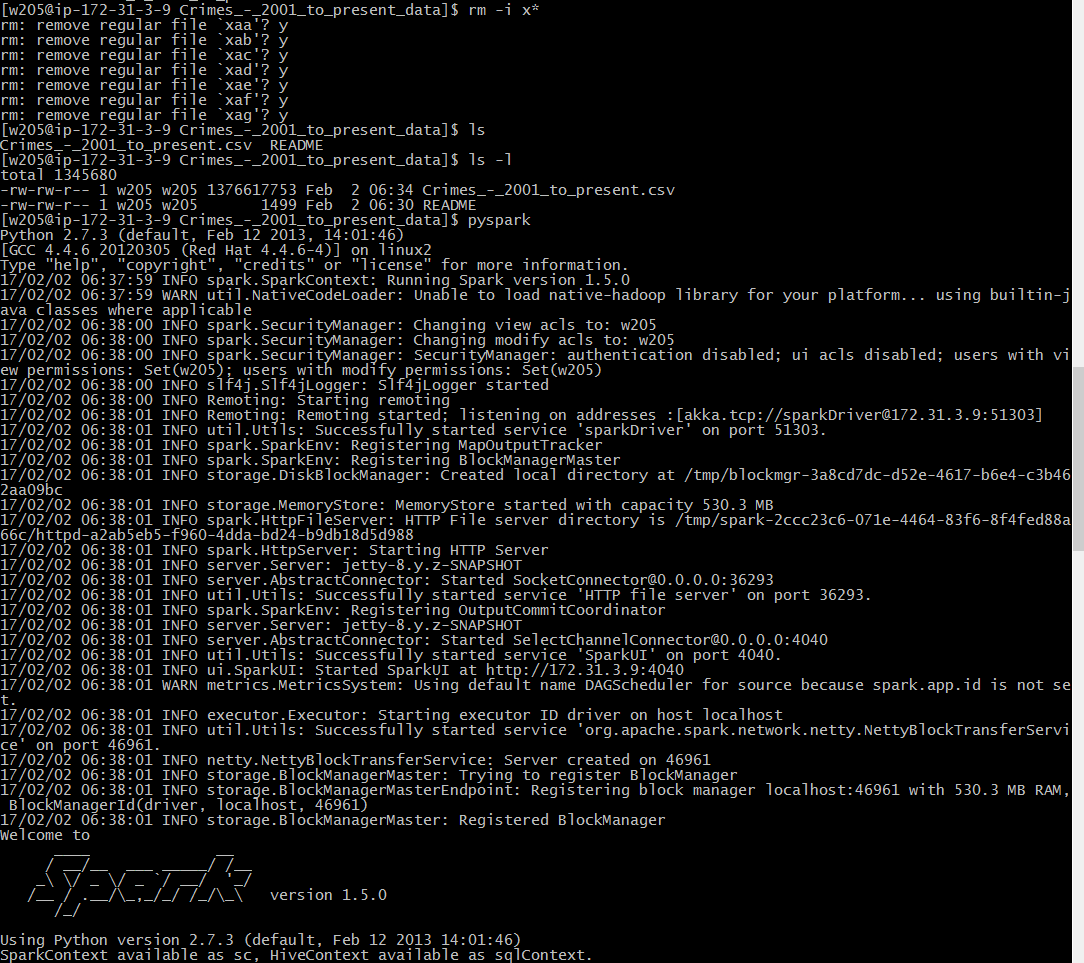 [w205@ip-172-31-3-9 Crimes_-_2001_to_present_data]$ rm -i x*
rm: remove regular file `xaa'? y
rm: remove regular file `xab'? y
rm: remove regular file `xac'? y
rm: remove regular file `xad'? y
rm: remove regular file `xae'? y
rm: remove regular file `xaf'? y
rm: remove regular file `xag'? y
[w205@ip-172-31-3-9 Crimes_-_2001_to_present_data]$ ls
Crimes_-_2001_to_present.csv  README
[w205@ip-172-31-3-9 Crimes_-_2001_to_present_data]$ ls -l
total 1345680
-rw-rw-r-- 1 w205 w205 1376617753 Feb  2 06:34 Crimes_-_2001_to_present.csv
-rw-rw-r-- 1 w205 w205       1499 Feb  2 06:30 README
[w205@ip-172-31-3-9 Crimes_-_2001_to_present_data]$ pyspark
Python 2.7.3 (default, Feb 12 2013, 14:01:46)
[GCC 4.4.6 20120305 (Red Hat 4.4.6-4)] on linux2
Type "help", "copyright", "credits" or "license" for more information.
17/02/02 06:37:59 INFO spark.SparkContext: Running Spark version 1.5.0
17/02/02 06:37:59 WARN util.NativeCodeLoader: Unable to load native-hadoop library for your platform... using builtin-j
ava classes where applicable
17/02/02 06:38:00 INFO spark.SecurityManager: Changing view acls to: w205
17/02/02 06:38:00 INFO spark.SecurityManager: Changing modify acls to: w205
17/02/02 06:38:00 INFO spark.SecurityManager: SecurityManager: authentication disabled; ui acls disabled; users with vi
ew permissions: Set(w205); users with modify permissions: Set(w205)
17/02/02 06:38:00 INFO slf4j.Slf4jLogger: Slf4jLogger started
17/02/02 06:38:00 INFO Remoting: Starting remoting
17/02/02 06:38:01 INFO Remoting: Remoting started; listening on addresses :[akka.tcp://sparkDriver@172.31.3.9:51303]
17/02/02 06:38:01 INFO util.Utils: Successfully started service 'sparkDriver' on port 51303.
17/02/02 06:38:01 INFO spark.SparkEnv: Registering MapOutputTracker
17/02/02 06:38:01 INFO spark.SparkEnv: Registering BlockManagerMaster
17/02/02 06:38:01 INFO storage.DiskBlockManager: Created local directory at /tmp/blockmgr-3a8cd7dc-d52e-4617-b6e4-c3b46
2aa09bc
17/02/02 06:38:01 INFO storage.MemoryStore: MemoryStore started with capacity 530.3 MB
17/02/02 06:38:01 INFO spark.HttpFileServer: HTTP File server directory is /tmp/spark-2ccc23c6-071e-4464-83f6-8f4fed88a
66c/httpd-a2ab5eb5-f960-4dda-bd24-b9db18d5d988
17/02/02 06:38:01 INFO spark.HttpServer: Starting HTTP Server
17/02/02 06:38:01 INFO server.Server: jetty-8.y.z-SNAPSHOT
17/02/02 06:38:01 INFO server.AbstractConnector: Started SocketConnector@0.0.0.0:36293
17/02/02 06:38:01 INFO util.Utils: Successfully started service 'HTTP file server' on port 36293.
17/02/02 06:38:01 INFO spark.SparkEnv: Registering OutputCommitCoordinator
17/02/02 06:38:01 INFO server.Server: jetty-8.y.z-SNAPSHOT
17/02/02 06:38:01 INFO server.AbstractConnector: Started SelectChannelConnector@0.0.0.0:4040
17/02/02 06:38:01 INFO util.Utils: Successfully started service 'SparkUI' on port 4040.
17/02/02 06:38:01 INFO ui.SparkUI: Started SparkUI at http://172.31.3.9:4040
17/02/02 06:38:01 WARN metrics.MetricsSystem: Using default name DAGScheduler for source because spark.app.id is not se
t.
17/02/02 06:38:01 INFO executor.Executor: Starting executor ID driver on host localhost
17/02/02 06:38:01 INFO util.Utils: Successfully started service 'org.apache.spark.network.netty.NettyBlockTransferServi
ce' on port 46961.
17/02/02 06:38:01 INFO netty.NettyBlockTransferService: Server created on 46961
17/02/02 06:38:01 INFO storage.BlockManagerMaster: Trying to register BlockManager
17/02/02 06:38:01 INFO storage.BlockManagerMasterEndpoint: Registering block manager localhost:46961 with 530.3 MB RAM,
 BlockManagerId(driver, localhost, 46961)
17/02/02 06:38:01 INFO storage.BlockManagerMaster: Registered BlockManager
Welcome to
      ____              __
     / __/__  ___ _____/ /__
    _\ \/ _ \/ _ `/ __/  '_/
   /__ / .__/\_,_/_/ /_/\_\   version 1.5.0
      /_/
Using Python version 2.7.3 (default, Feb 12 2013 14:01:46)
SparkContext available as sc, HiveContext available as sqlContext.